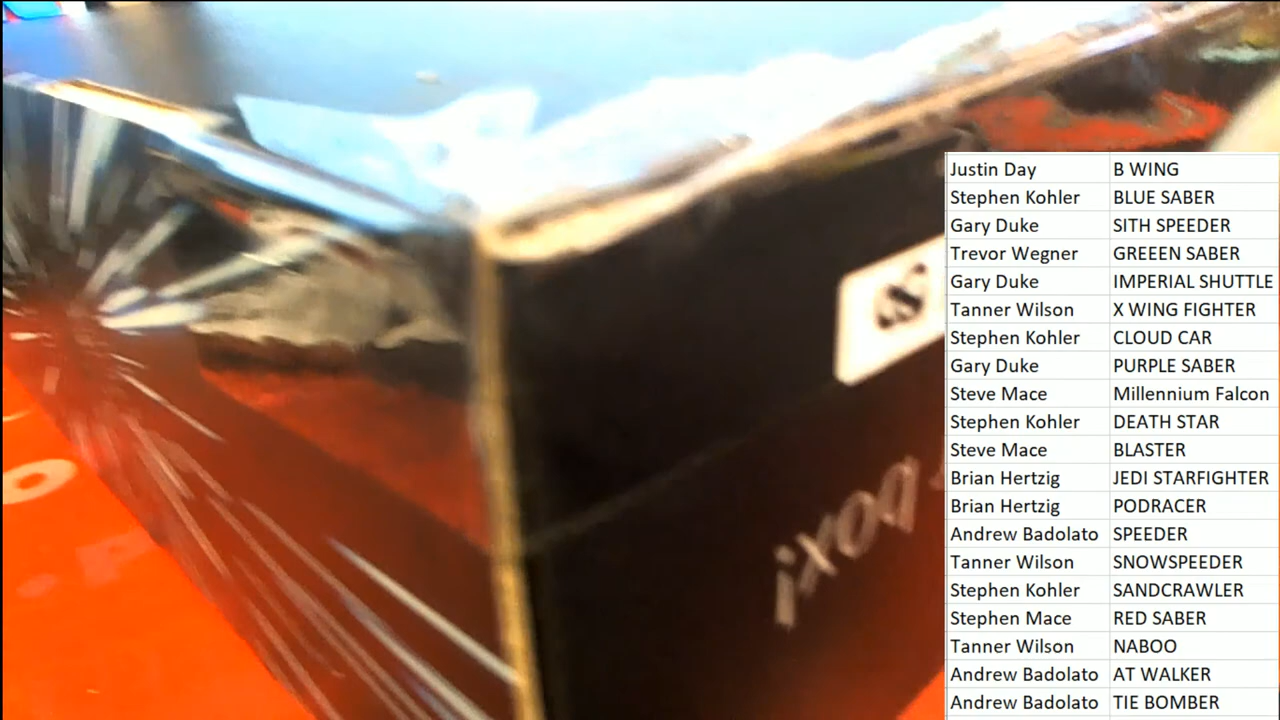 Justin Day B WING
Stephen Kohler BLUE SABER
Gary Duke SITH SPEEDER
Trevor Wegner GREEEN SABER
Gary Duke IMPERIAL SHUTTLE
Tanner Wilson X WING FIGHTER
Stephen Kohler CLOUD CAR
Gary Duke PURPLE SABER
Steve Mace Millennium Falcon
Stephen Kohler DEATH STAR
Steve Mace BLASTER
Brian Hertzig JEDI STARFIGHTER
Brian Hertzig PODRACER
Andrew Badolato SPEEDER
Tanner Wilson SNOWSPEEDER
Stephen Kohler SANDCRAWLER
Stephen Mace RED SABER
Tanner Wilson NABOO
Andrew Badolato AT WALKER
Andrew Badolato TIE BOMBER